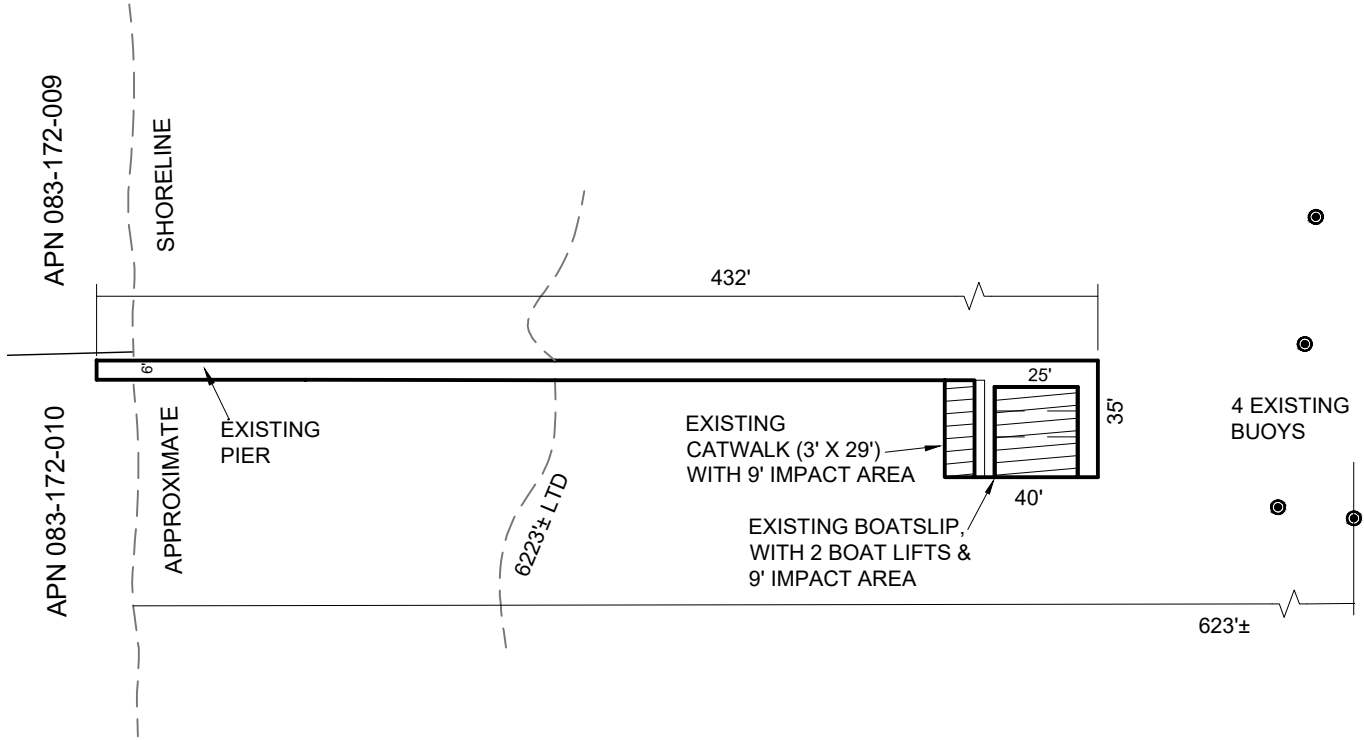 APN 083-172-009
SHORELINE
432'
6'
EXISTING
PIER
25'
35'
EXISTING
CATWALK (3' X 29')
WITH 9' IMPACT AREA
4 EXISTING
BUOYS
APN 083-172-010
APPROXIMATE
6223'± LTD
40'
EXISTING BOATSLIP,
WITH 2 BOAT LIFTS &
9' IMPACT AREA
623'±